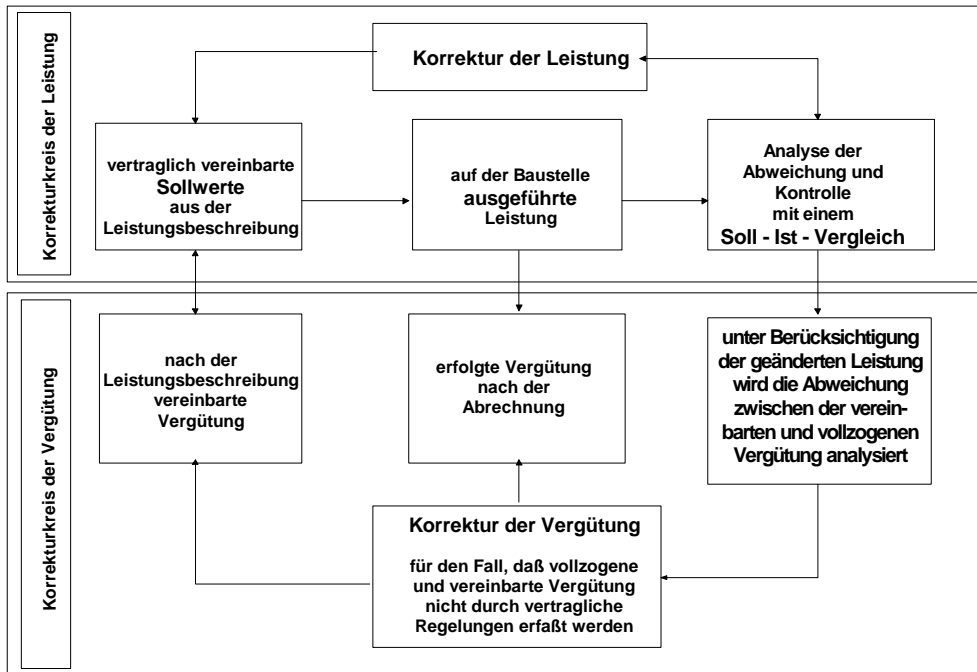 Korrekturkreis der Leistung
Korrektur der Leistung
vertraglich vereinbarte
Sollwerte
aus der
Leistungsbeschreibung
auf der Baustelle
ausgeführte
Leistung
Analyse der
Abweichung und
Kontrolle
mit einem
Soll - Ist - Vergleich
Korrekturkreis der Vergütung
nach der
Leistungsbeschreibung
vereinbarte
Vergütung
erfolgte Vergütung
nach der
Abrechnung
unter Berücksichtigung
der geänderten Leistung
wird die Abweichung
zwischen der verein-
barten und vollzogenen
Vergütung analysiert
Korrektur der Vergütung
für den Fall, daß vollzogene
und vereinbarte Vergütung
nicht durch vertragliche
Regelungen erfaßt werden